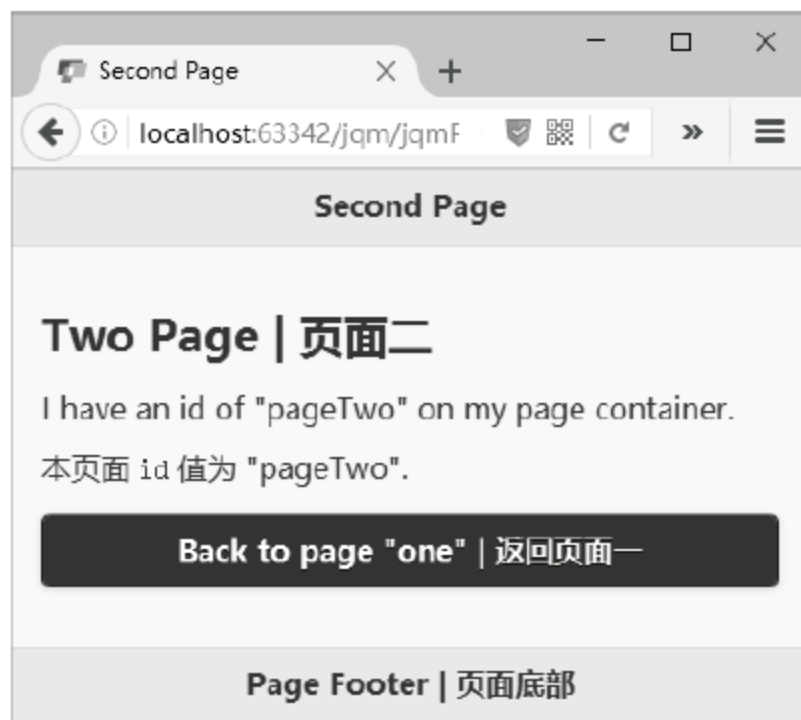 Second Page
localhost:63342/jqm/jqmF
Second Page
Two Page | 页面二
I have an id of "pageTwo" on my page container.
本页面 id 值为 "pageTwo".
Back to page "one" | 返回页面一
Page Footer | 页面底部